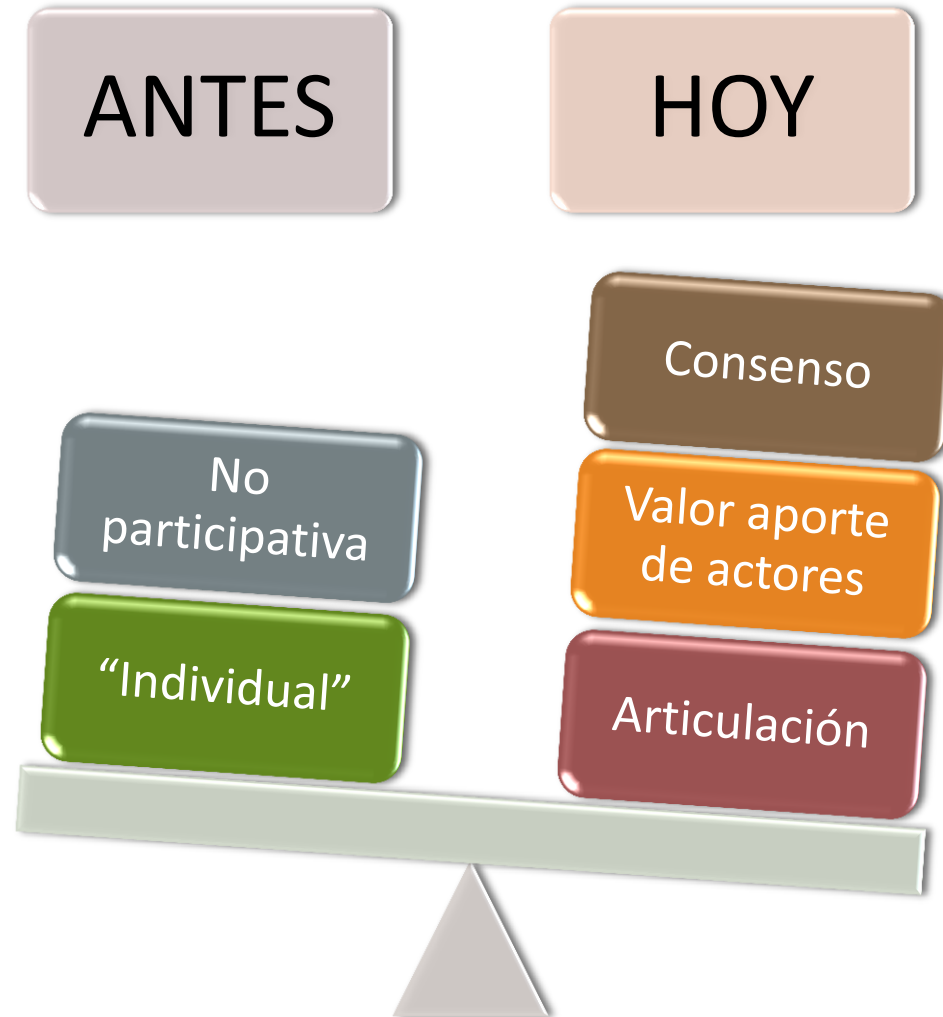 ANTES
HOY
No
participativa
“Individual”
Consenso
Valor aporte
de actores
Articulación